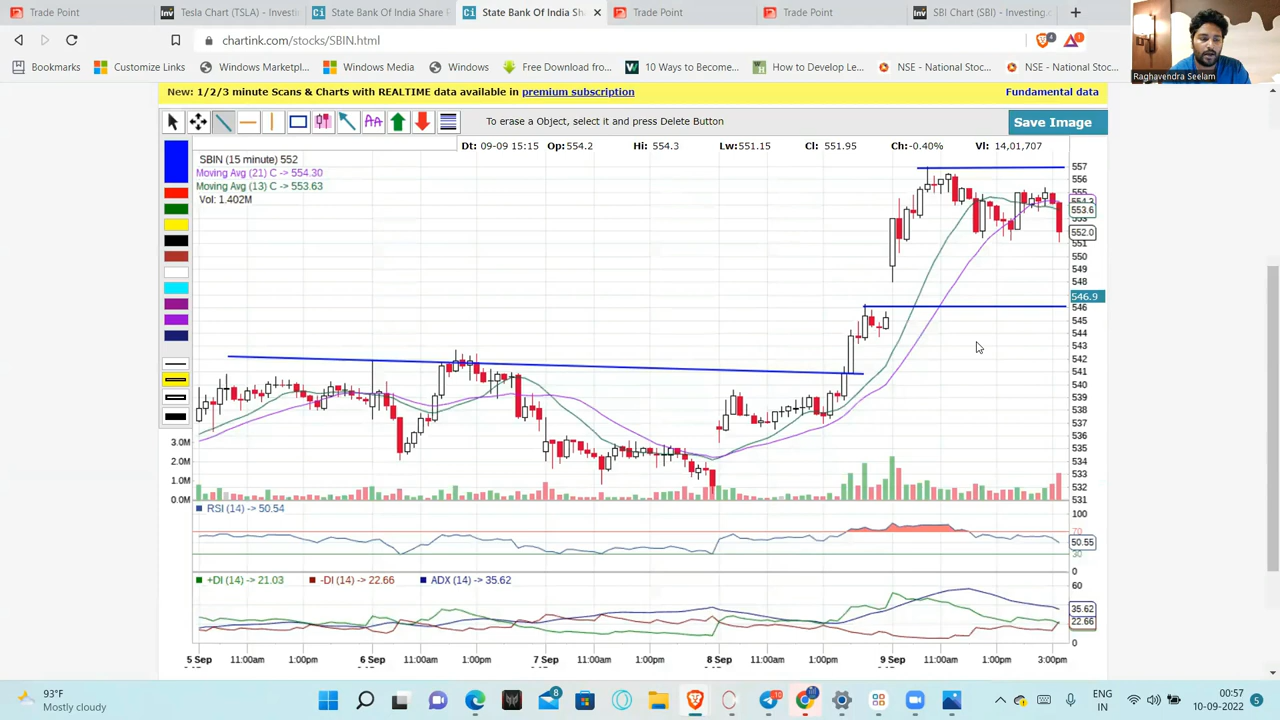 Trade Point
Tesla Chart (TSLA) - Investi
State Bank Of India Share P
State Bank Of India Share
Trade Point
Trade Point
SBI Chart (SBI) - Investing.c
chartink.com/stocks/SBIN.html
4
1
Raghavendra Seelam
Bookmarks
Customize Links
Windows Marketpl...
Windows Media
Windows
Free Download from...
10 Ways to Become...
How to Develop Le...
NSE - National Stoc...
NSE - National Stoc...
New: 1/2/3 minute Scans & Charts with REALTIME data available in premium subscription
Fundamental data
To erase a Object, select it and press Delete Button
Save Image
Dt: 09-09 15:15 Op:554.2 Hi: 554.3 Lw:551.15 Cl: 551.95 Ch:-0.40% Vl: 14,01,707
SBIN (15 minute) 552
Moving Avg (21) C -> 554.30
Moving Avg (13) C -> 553.63
Vol: 1.402M
557
556
555
554.3
553.6
553
552.0
551
550
549
548
546.9
546
545
544
543
542
541
540
539
538
537
536
535
534
533
532
531
3.0M
2.0M
1.0M
0.0M
RSI (14) -> 50.54
100
70
50.55
30
0
+DI (14) -> 21.03
-DI (14) -> 22.66
ADX (14) -> 35.62
60
35.62
22.66
0
5 Sep 11:00am 1:00pm 6 Sep 11:00am 1:00pm 7 Sep 11:00am 1:00pm 8 Sep 11:00am 1:00pm 9 Sep 11:00am 1:00pm 3:00pm
93°F
Mostly cloudy
8
10
ENG
IN
00:57
10-09-2022
5